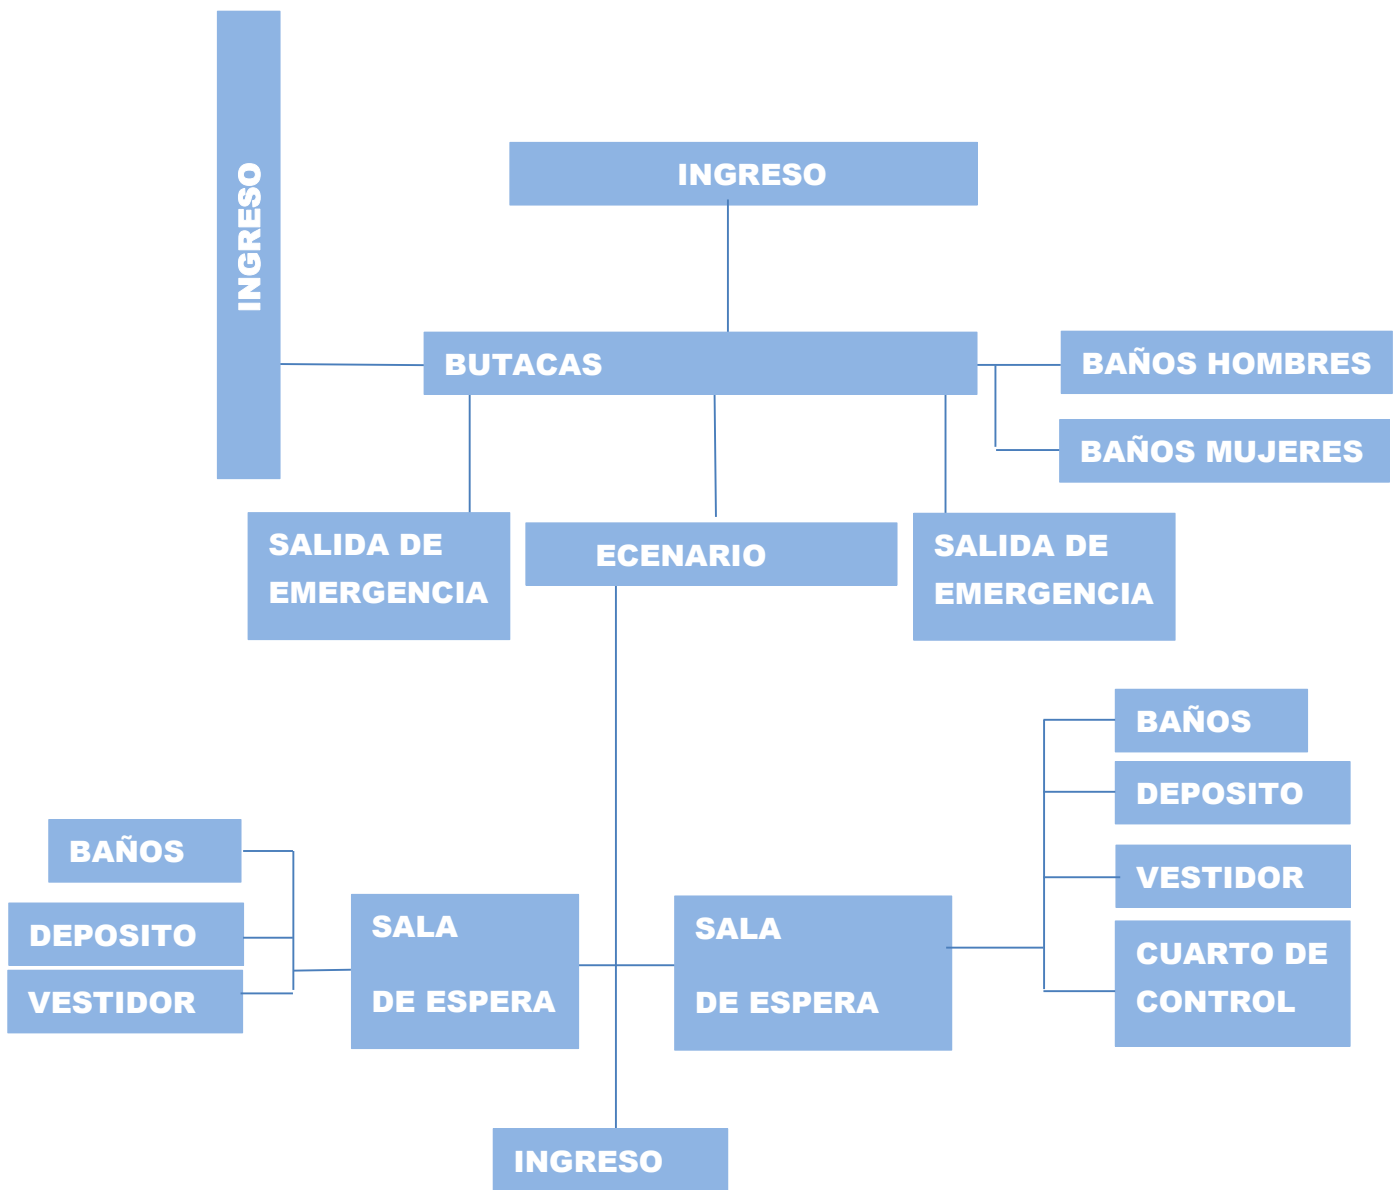 INGRESO
INGRESO
BUTACAS
BAÑOS HOMBRES
BAÑOS MUJERES
SALIDA DE
EMERGENCIA
ECENARIO
SALIDA DE
EMERGENCIA
BAÑOS
DEPOSITO
VESTIDOR
CUARTO DE
CONTROL
BAÑOS
DEPOSITO
VESTIDOR
SALA
DE ESPERA
SALA
DE ESPERA
INGRESO